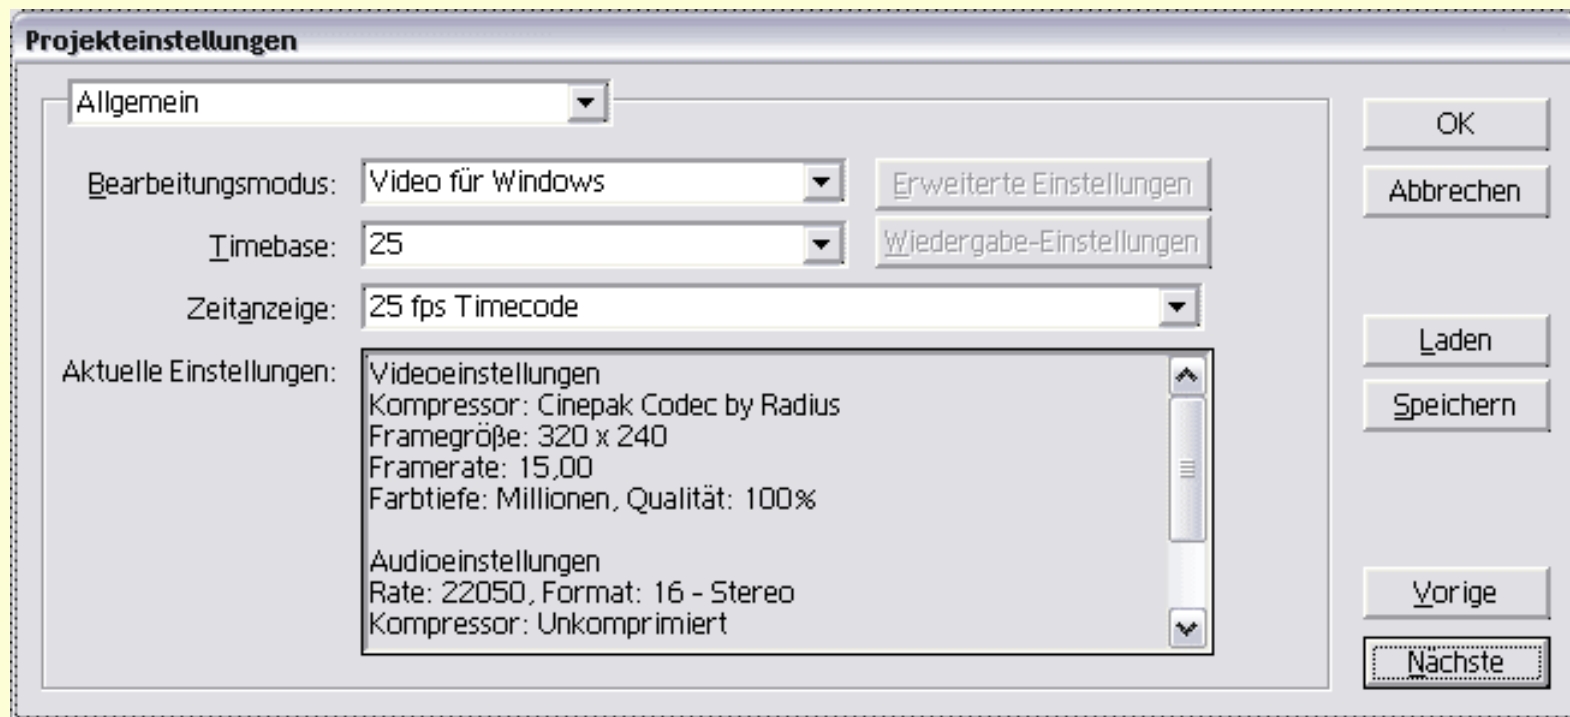 Projekteinstellungen
Allgemein
OK
Bearbeitungsmodus: Video für Windows Erweiterte Einstellungen Abbrechen
Timebase: 25 Wiedergabe-Einstellungen
Zeitanzeige: 25 fps Timecode
Laden
Aktuelle Einstellungen: Videoeinstellungen
Kompressor: Cinepak Codec by Radius Speichern
Framegröße: 320 x 240
Framerate: 15,00
Farbtiefe: Millionen, Qualität: 100%
Audioeinstellungen
Rate: 22050, Format: 16 - Stereo Vorige
Kompressor: Unkomprimiert
Nächste